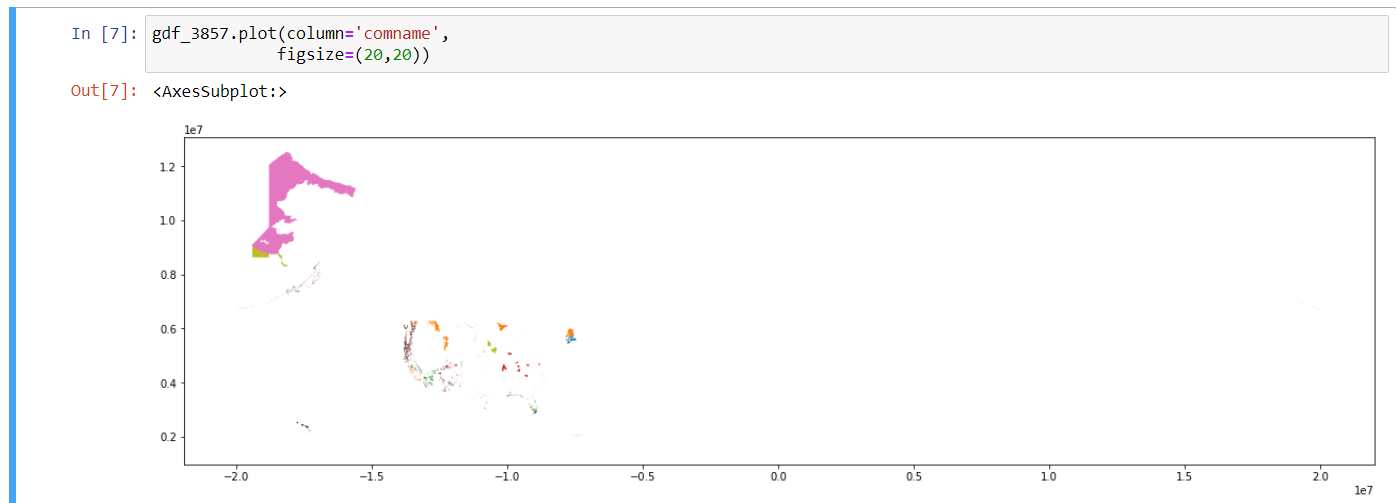 In [7]: gdf_3857.plot(column='comname',
figsize=(20,20))
Out[7]: <AxesSubplot:>
1e7
1.2
1.0
0.8
0.6
0.4
0.2
−2.0 −1.5 −1.0 −0.5 0.0 0.5 1.0 1.5 2.0
1e7